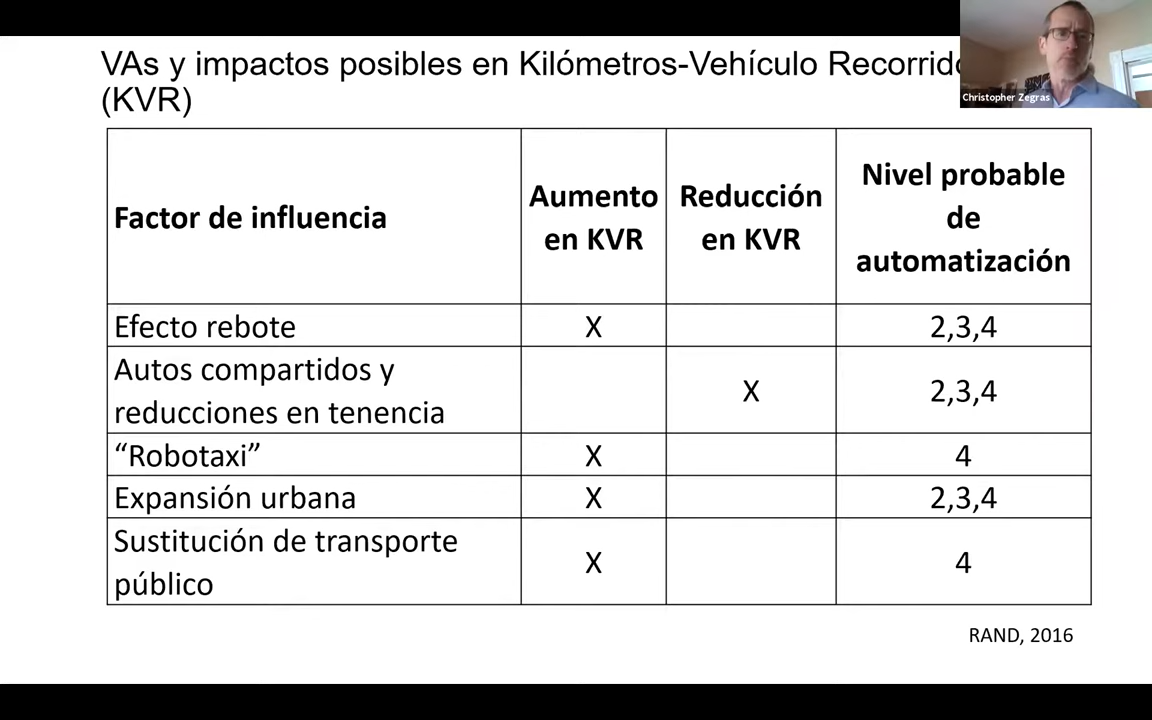 VAs y impactos posibles en Kilómetros-Vehículo
(KVR)
Christopher Zegras
Factor de influencia
Aumento
en KVR
Reducción
en KVR
Nivel probable
de
automatización
Efecto rebote X 2,3,4
Autos compartidos y
reducciones en tenencia X 2,3,4
“Robotaxi” X 4
Expansión urbana X 2,3,4
Sustitución de transporte
público X 4
RAND, 2016